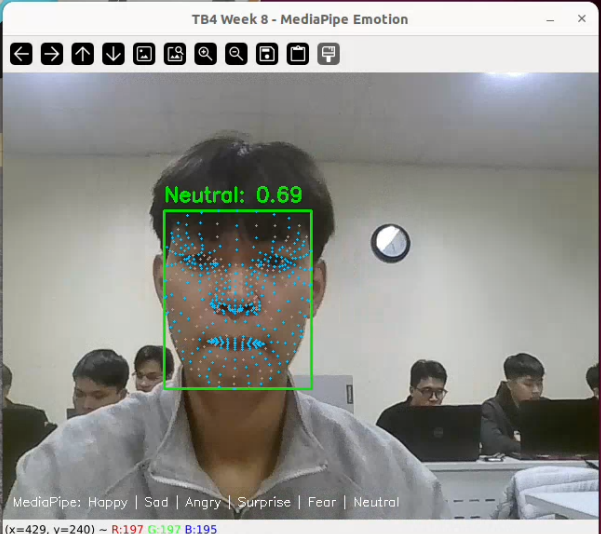 TB4 Week 8 - MediaPipe Emotion
Neutral: 0.69
MediaPipe: Happy | Sad | Angry | Surprise | Fear | Neutral
(x=429, y=240) ~ R:197 G:197 B:195